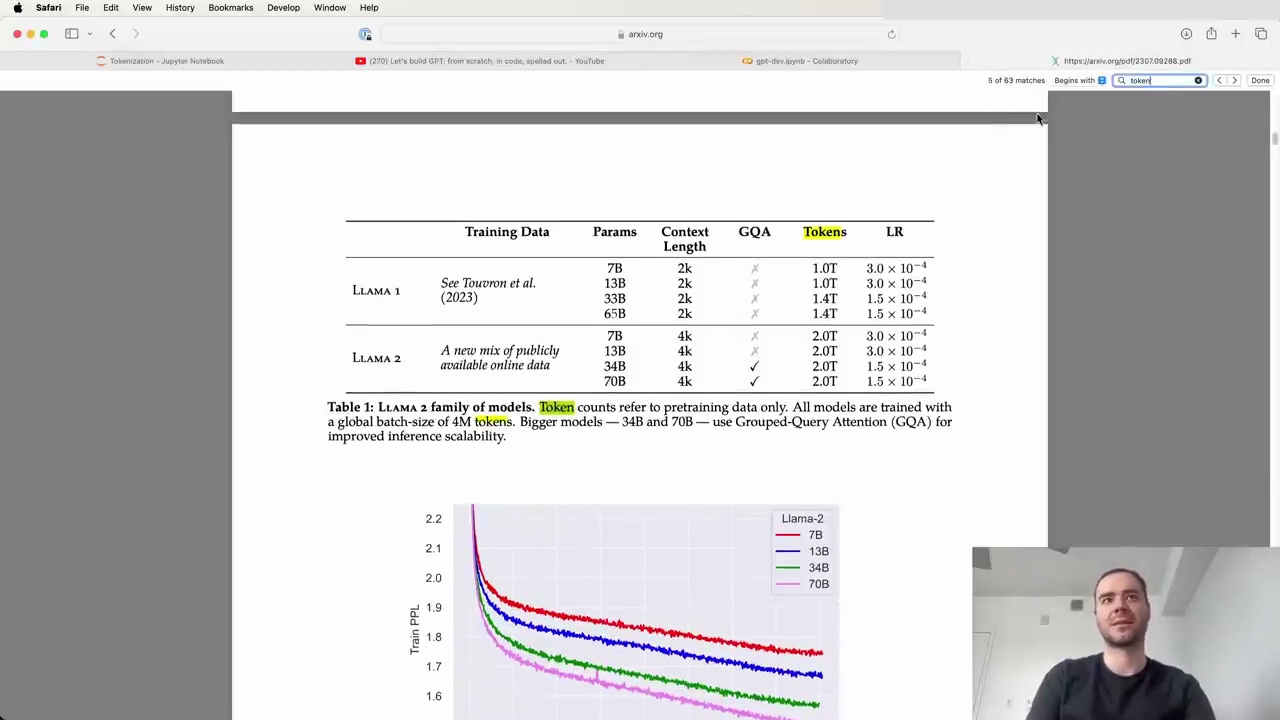 Safari File Edit View History Bookmarks Develop Window Help
arxiv.org
Tokenization - Jupyter Notebook
(270) Let's build GPT: from scratch, in code, spelled out. - YouTube
gpt-dev.ipynb - Colaboratory
https://arxiv.org/pdf/2307.09288.pdf
5 of 63 matches Begins with token Done
Training Data Params Context Length GQA Tokens LR
LLAMA 1 See Touvron et al. (2023)
7B 2k ✗ 1.0T 3.0 × 10⁻⁴
13B 2k ✗ 1.0T 3.0 × 10⁻⁴
33B 2k ✗ 1.4T 1.5 × 10⁻⁴
65B 2k ✗ 1.4T 1.5 × 10⁻⁴
LLAMA 2 A new mix of publicly available online data
7B 4k ✗ 2.0T 3.0 × 10⁻⁴
13B 4k ✗ 2.0T 3.0 × 10⁻⁴
34B 4k ✓ 2.0T 1.5 × 10⁻⁴
70B 4k ✓ 2.0T 1.5 × 10⁻⁴
Table 1: LLAMA 2 family of models. Token counts refer to pretraining data only. All models are trained with
a global batch-size of 4M tokens. Bigger models — 34B and 70B — use Grouped-Query Attention (GQA) for
improved inference scalability.
Llama-2
7B
13B
34B
70B
2.2
2.1
2.0
1.9
1.8
1.7
1.6
Train PPL